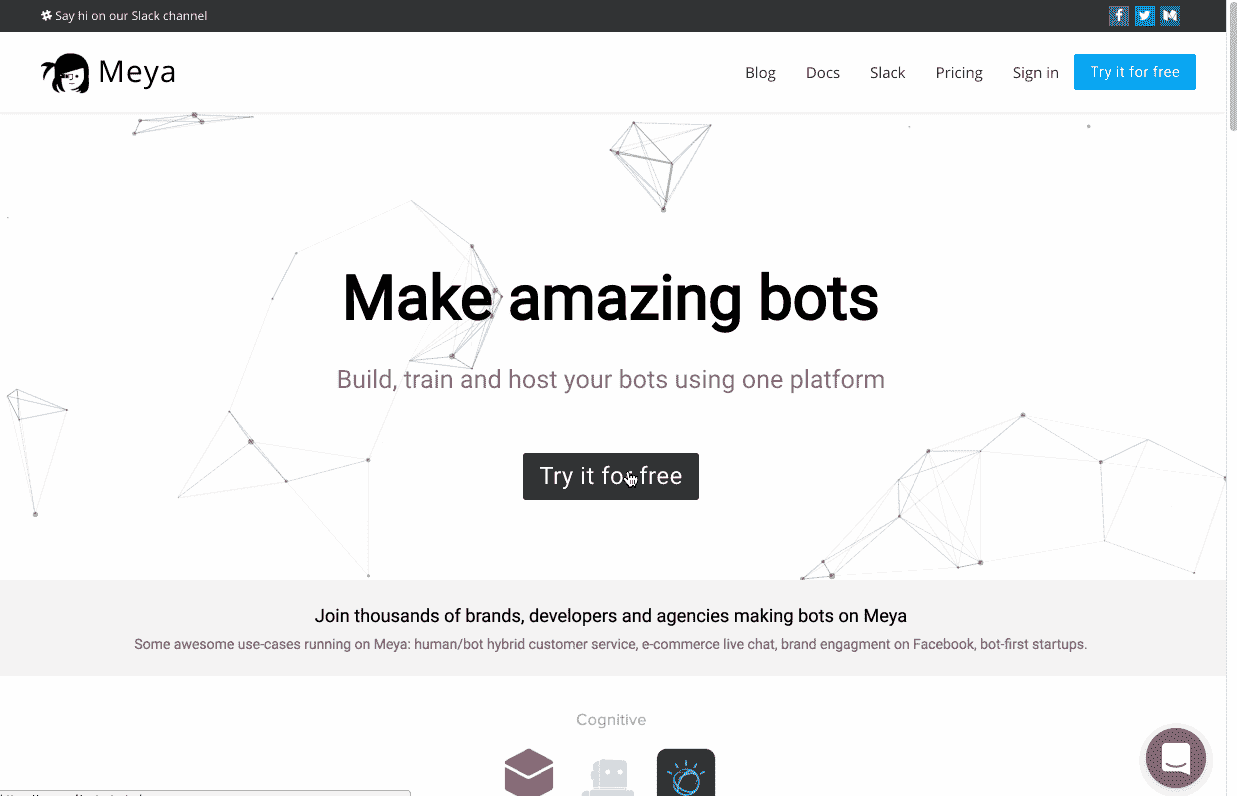 Say hi on our Slack channel
Meya
Blog
Docs
Slack
Pricing
Sign in
Try it for free
Make amazing bots
Build, train and host your bots using one platform
Try it for free
Join thousands of brands, developers and agencies making bots on Meya
Some awesome use-cases running on Meya: human/bot hybrid customer service, e-commerce live chat, brand engagment on Facebook, bot-first startups.
Cognitive